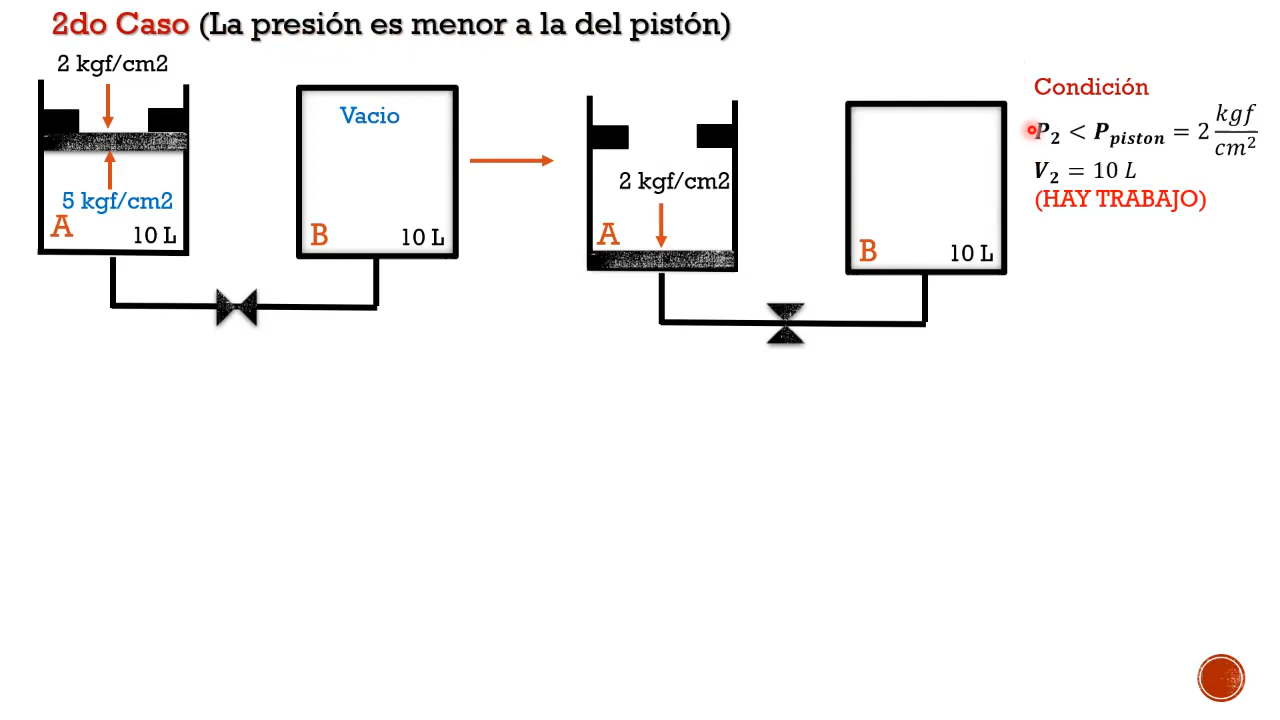 2do Caso (La presión es menor a la del pistón)
2 kgf/cm2
5 kgf/cm2
A
10 L
Vacio
B
10 L
2 kgf/cm2
A
B
10 L
Condición
P₂ < P_piston = 2 kgf/cm²
V₂ = 10 L
(HAY TRABAJO)